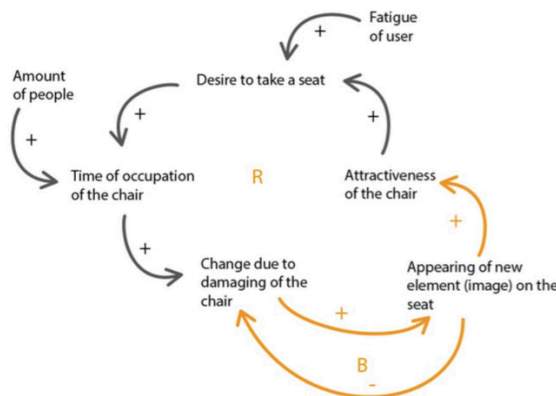 Fatigue
of user
+
Amount
of people
Desire to take a seat
+
+
+
Time of occupation
of the chair
R
Attractiveness
of the chair
+
+
Change due to
damaging of the
chair
Appearing of new
element (image) on the
seat
+
B
-